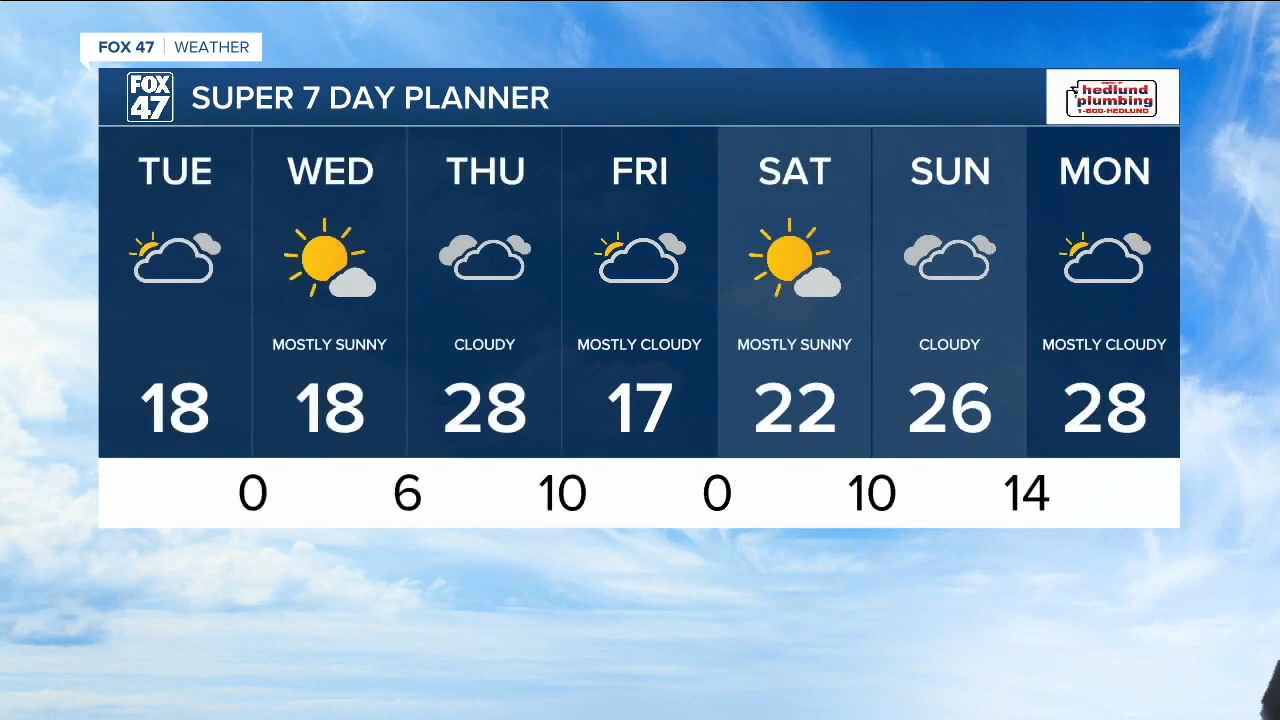 FOX 47 | WEATHER
FOX
47
SUPER 7 DAY PLANNER
hedlund
plumbing
1-800-HEDLUND
TUE WED THU FRI SAT SUN MON
MOSTLY SUNNY CLOUDY MOSTLY CLOUDY MOSTLY SUNNY CLOUDY MOSTLY CLOUDY
18 18 28 17 22 26 28
0 6 10 0 10 14